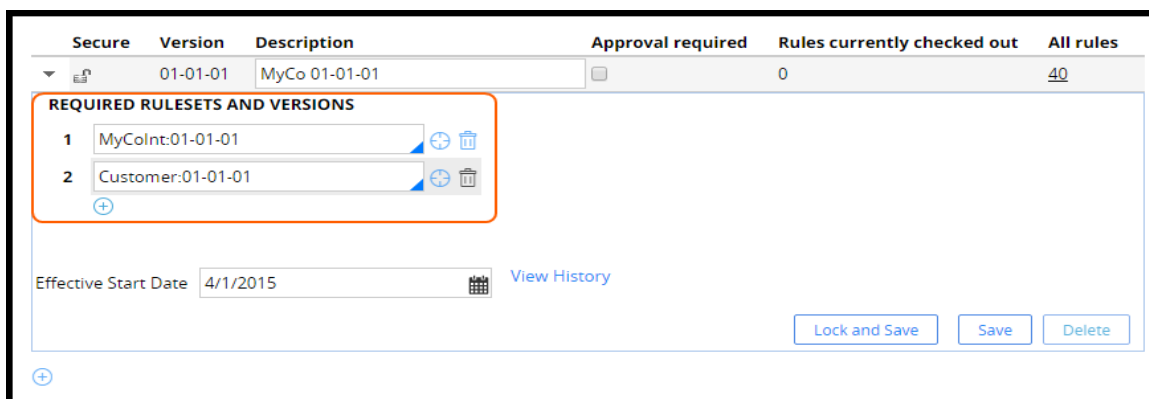 Secure Version Description Approval required Rules currently checked out All rules
01-01-01 MyCo 01-01-01 0 40
REQUIRED RULESETS AND VERSIONS
1 MyCoInt:01-01-01
2 Customer:01-01-01
Effective Start Date 4/1/2015 View History
Lock and Save Save Delete